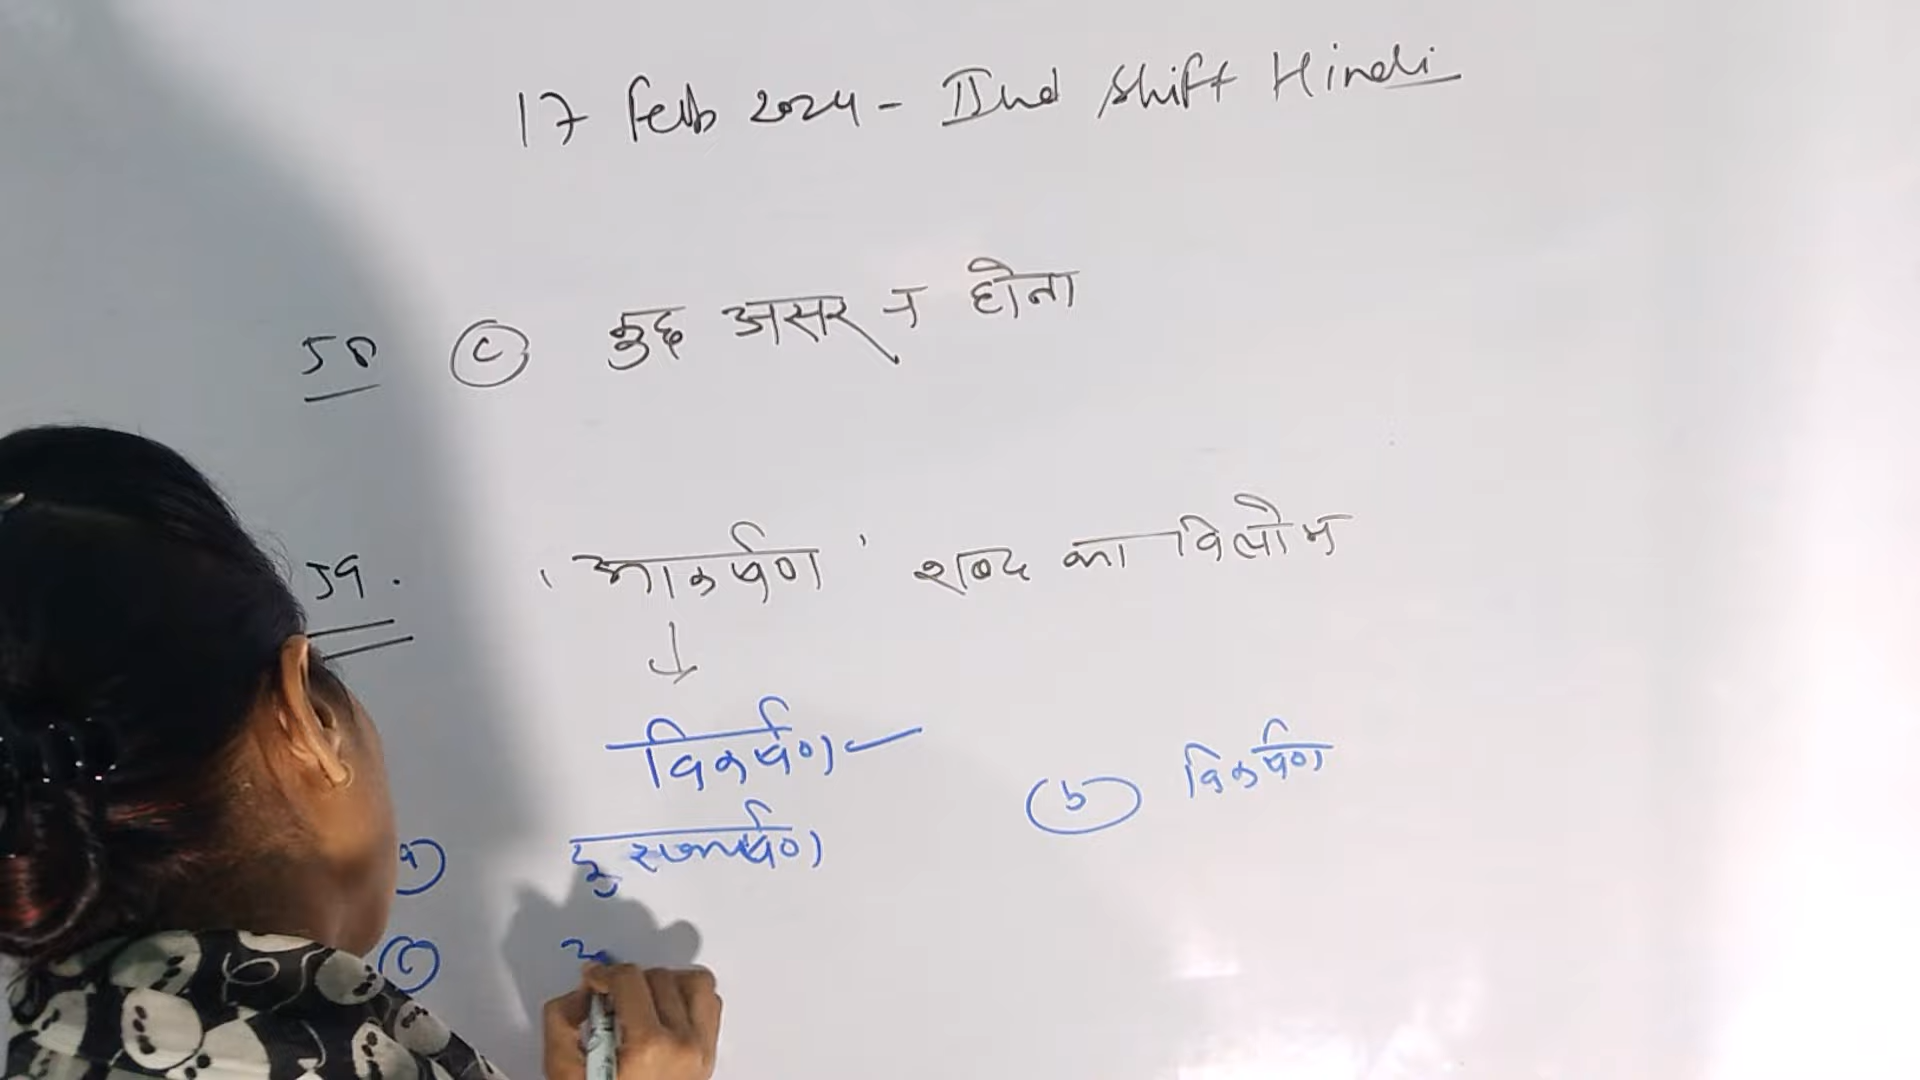 17 Feb 2024 - IInd Shift Hindi
58 (c) कुछ असर न होना
59. 'आकर्षण' शब्द का विलोम
↓
विकर्षण ✓
(b) विकर्षण
(a)
(c) अ